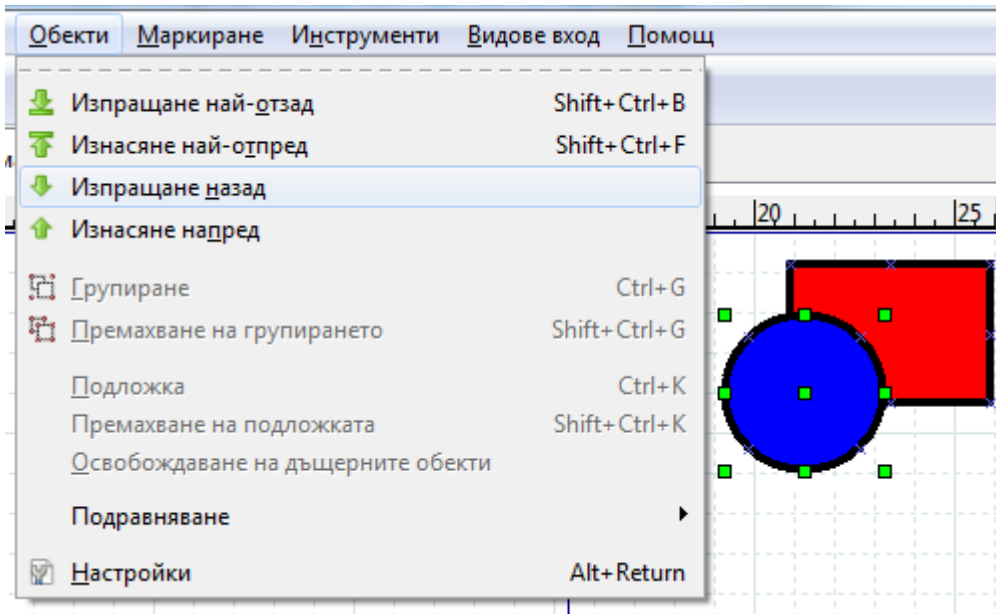 Обекти Маркиране Инструменти Видове вход Помощ
Изпращане най-отзад Shift+Ctrl+B
Изнасяне най-отпред Shift+Ctrl+F
Изпращане назад
Изнасяне напред
20 25
Групиране Ctrl+G
Премахване на групирането Shift+Ctrl+G
Подложка Ctrl+K
Премахване на подложката Shift+Ctrl+K
Освобождаване на дъщерните обекти
Подравняване
Настройки Alt+Return